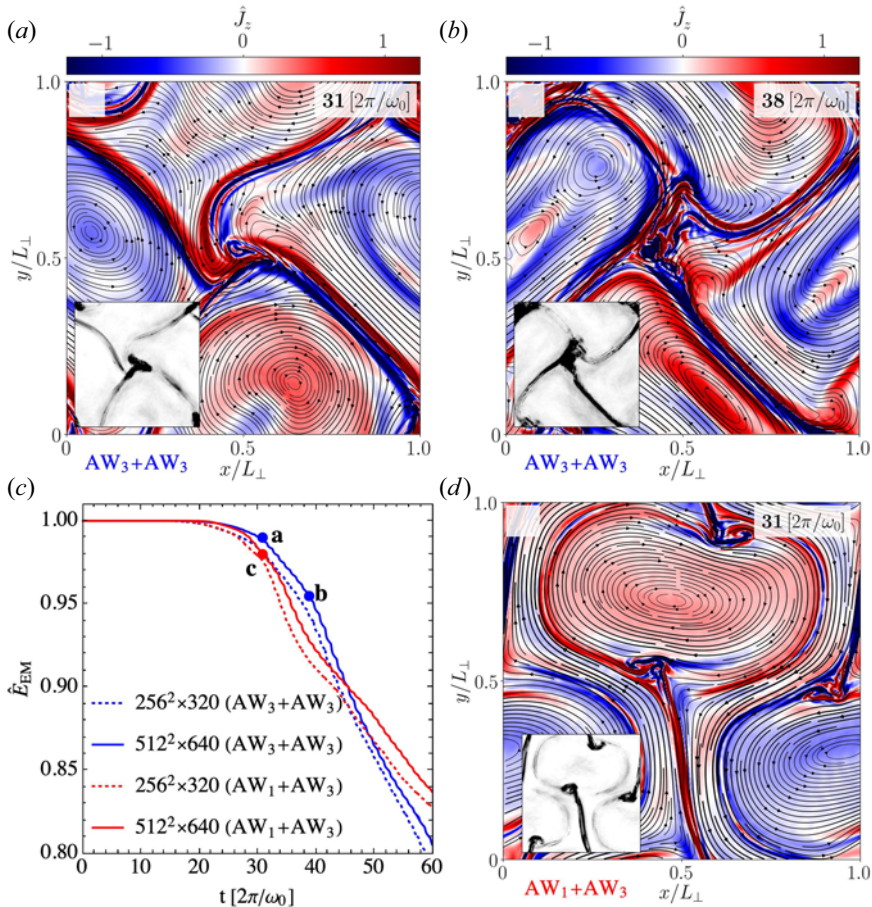 (a)
Ĵz
−1 0 1
31 [2π/ω0]
1.0
0.5
0
y/L⊥
0 0.5 1.0
x/L⊥
AW3+AW3
(b)
Ĵz
−1 0 1
38 [2π/ω0]
1.0
0.5
0
y/L⊥
0 0.5 1.0
x/L⊥
AW3+AW3
(c)
1.00
0.95
0.90
0.85
0.80
ÊEM
a
b
c
256²×320 (AW3+AW3)
512²×640 (AW3+AW3)
256²×320 (AW1+AW3)
512²×640 (AW1+AW3)
0 10 20 30 40 50 60
t [2π/ω0]
(d)
31 [2π/ω0]
1.0
0.5
0
y/L⊥
0 0.5 1.0
x/L⊥
AW1+AW3